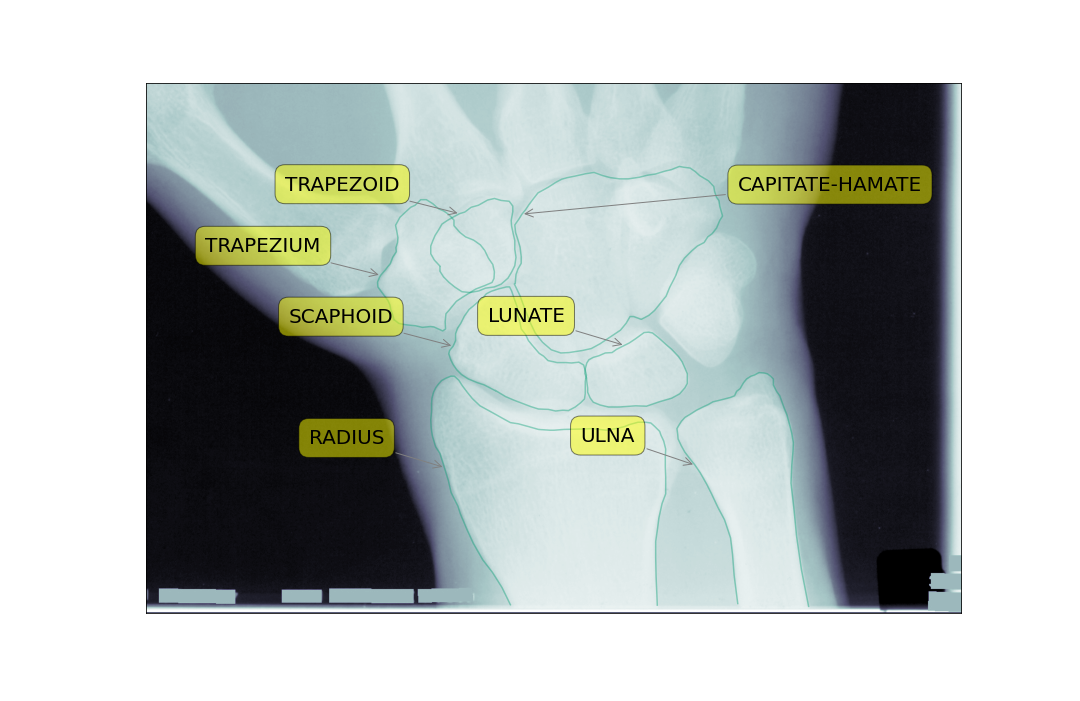 TRAPEZOID
CAPITATE-HAMATE
TRAPEZIUM
SCAPHOID
LUNATE
RADIUS
ULNA